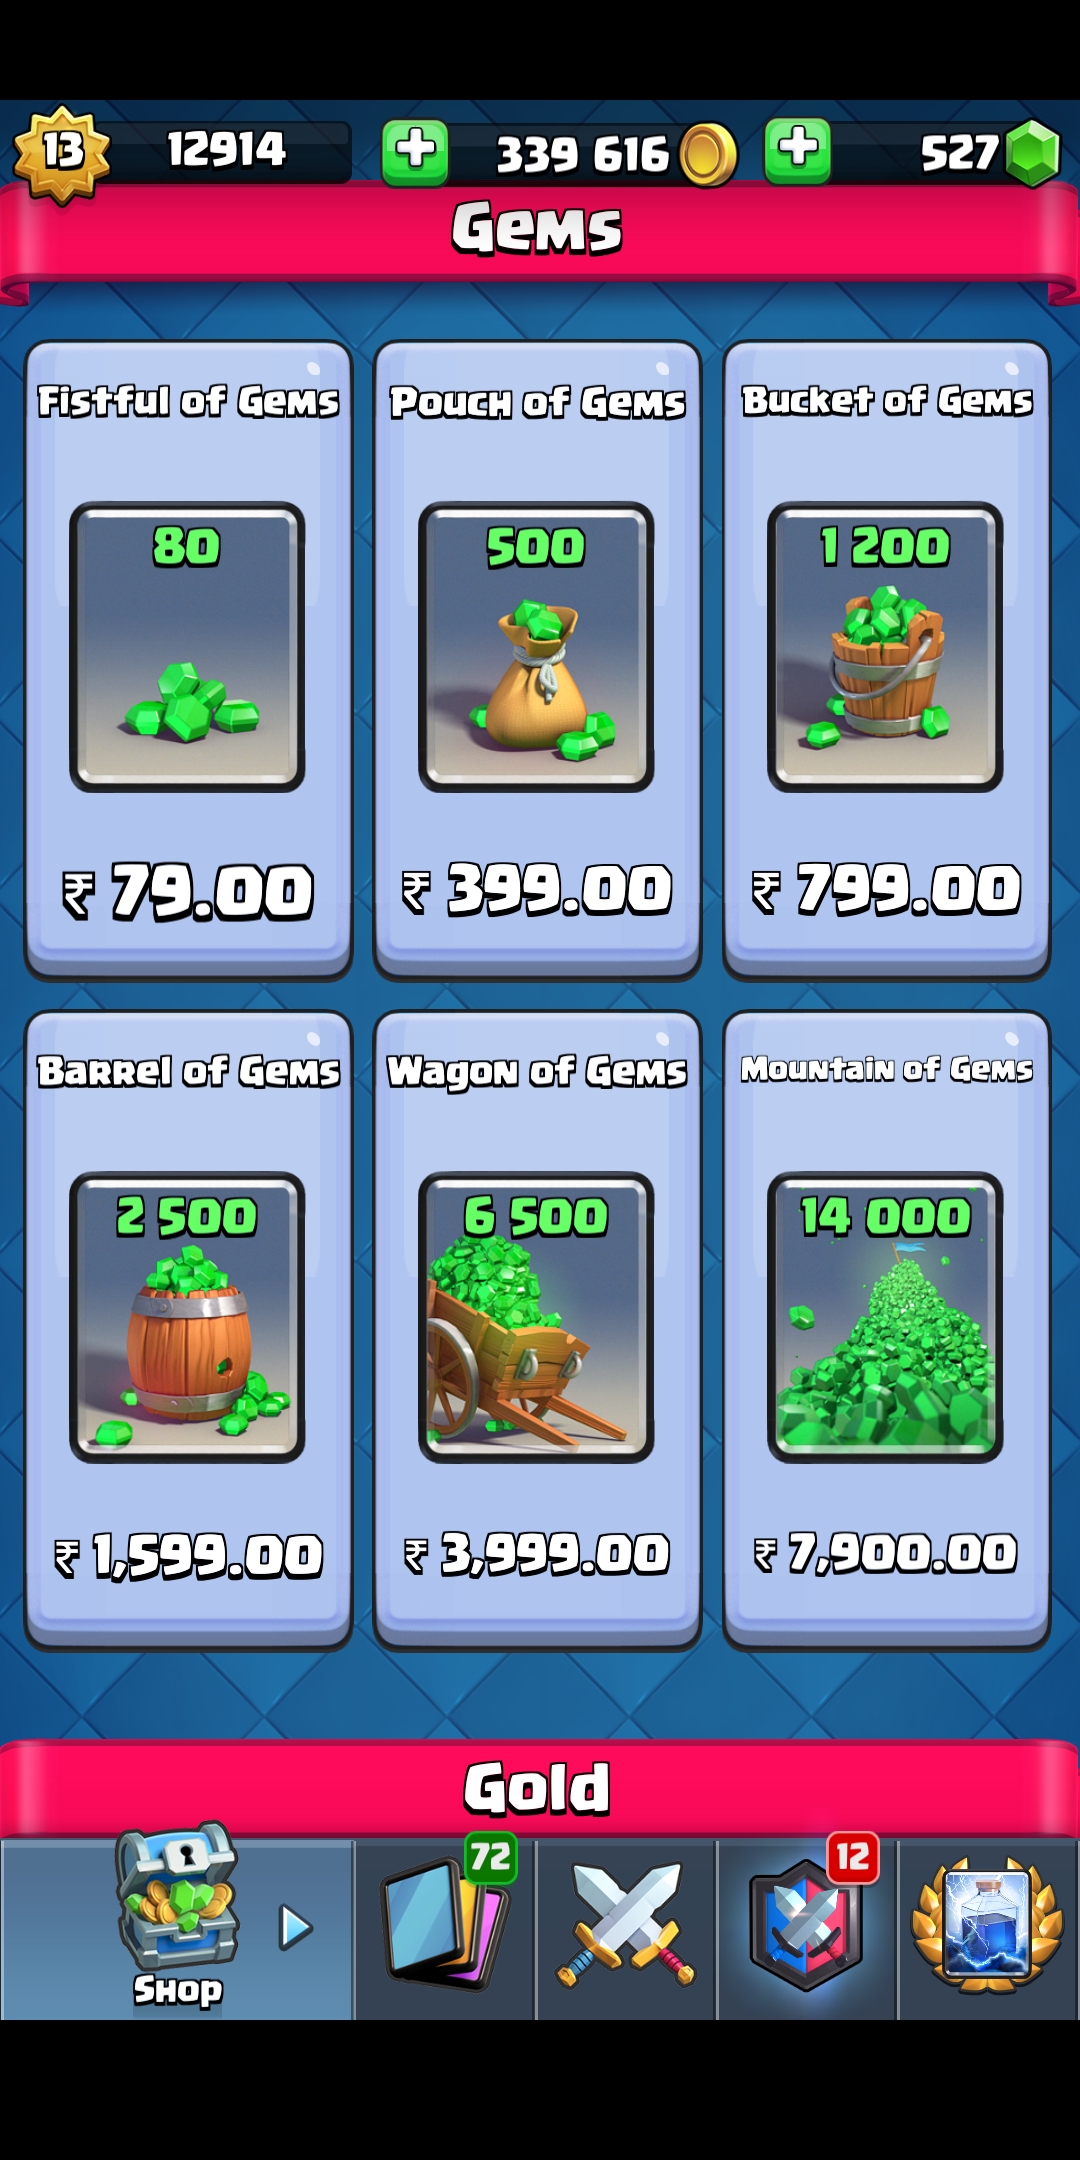 13 12914 339 616 527
Gems
Fistful of Gems Pouch of Gems Bucket of Gems
80 500 1 200
₹ 79.00 ₹ 399.00 ₹ 799.00
Barrel of Gems Wagon of Gems Mountain of Gems
2 500 6 500 14 000
₹ 1,599.00 ₹ 3,999.00 ₹ 7,900.00
Gold
72 12
Shop